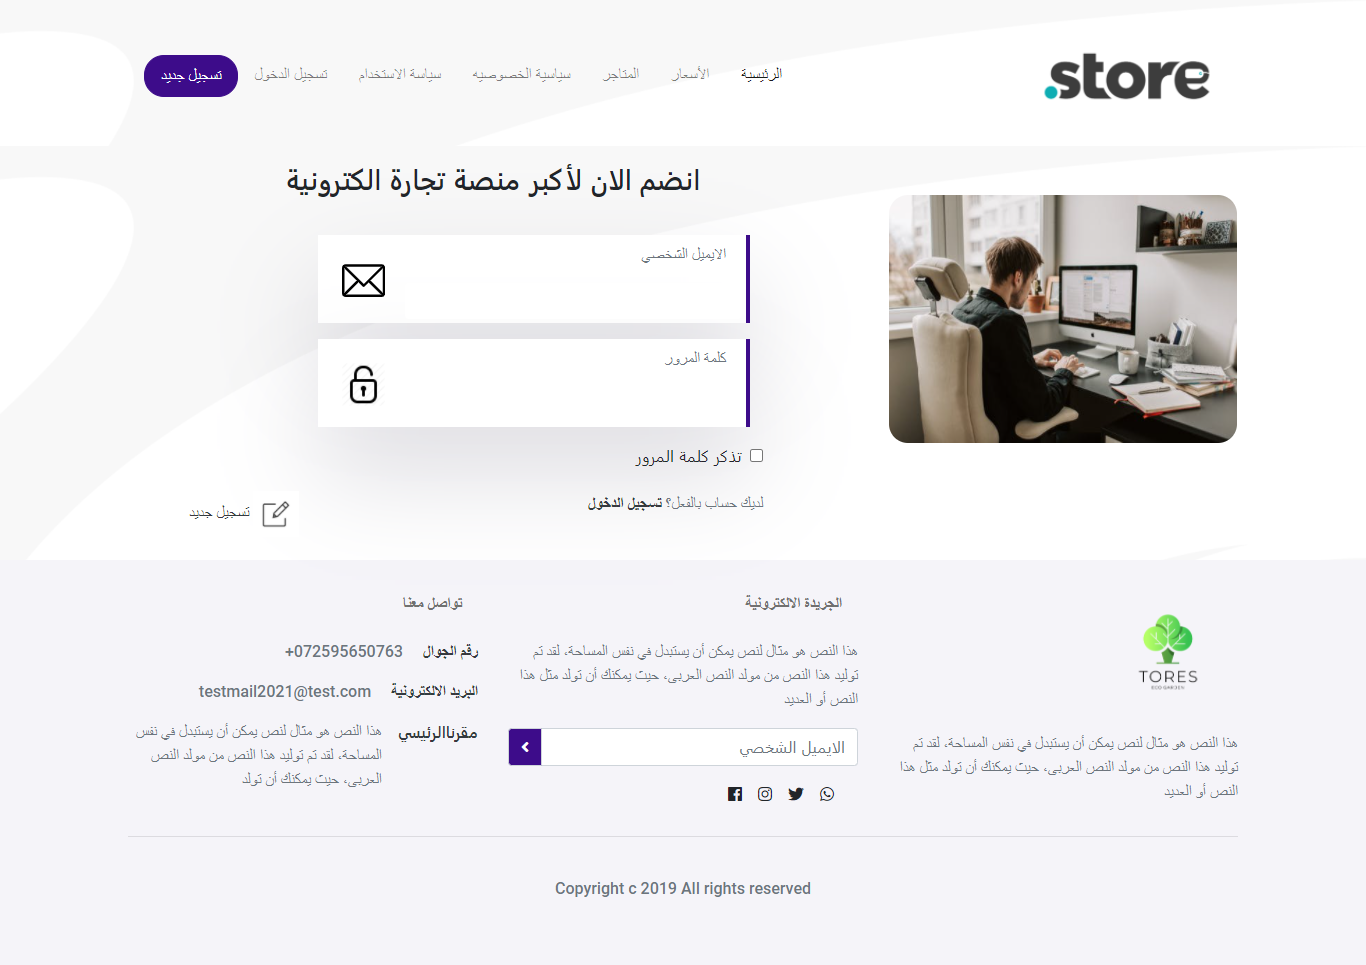 .store
الرئيسية
الأسعار
المتاجر
سياسية الخصوصيه
سياسة الاستخدام
تسجيل الدخول
تسجيل جديد
انضم الان لأكبر منصة تجارة الكترونية
الايميل الشخصي
كلمة المرور
تذكر كلمة المرور
لديك حساب بالفعل؟ تسجيل الدخول
تسجيل جديد
TORES
ECO GARDEN
هذا النص هو مثال لنص يمكن أن يستبدل في نفس المساحة، لقد تم
توليد هذا النص من مولد النص العربى، حيث يمكنك أن تولد مثل هذا
النص أو العديد
الجريدة الالكترونية
هذا النص هو مثال لنص يمكن أن يستبدل في نفس المساحة، لقد تم
توليد هذا النص من مولد النص العربى، حيث يمكنك أن تولد مثل هذا
النص أو العديد
الايميل الشخصي
تواصل معنا
رقم الجوال +072595650763
البريد الالكترونية testmail2021@test.com
مقرناالرئيسي هذا النص هو مثال لنص يمكن أن يستبدل في نفس
المساحة، لقد تم توليد هذا النص من مولد النص
العربى، حيث يمكنك أن تولد
Copyright c 2019 All rights reserved